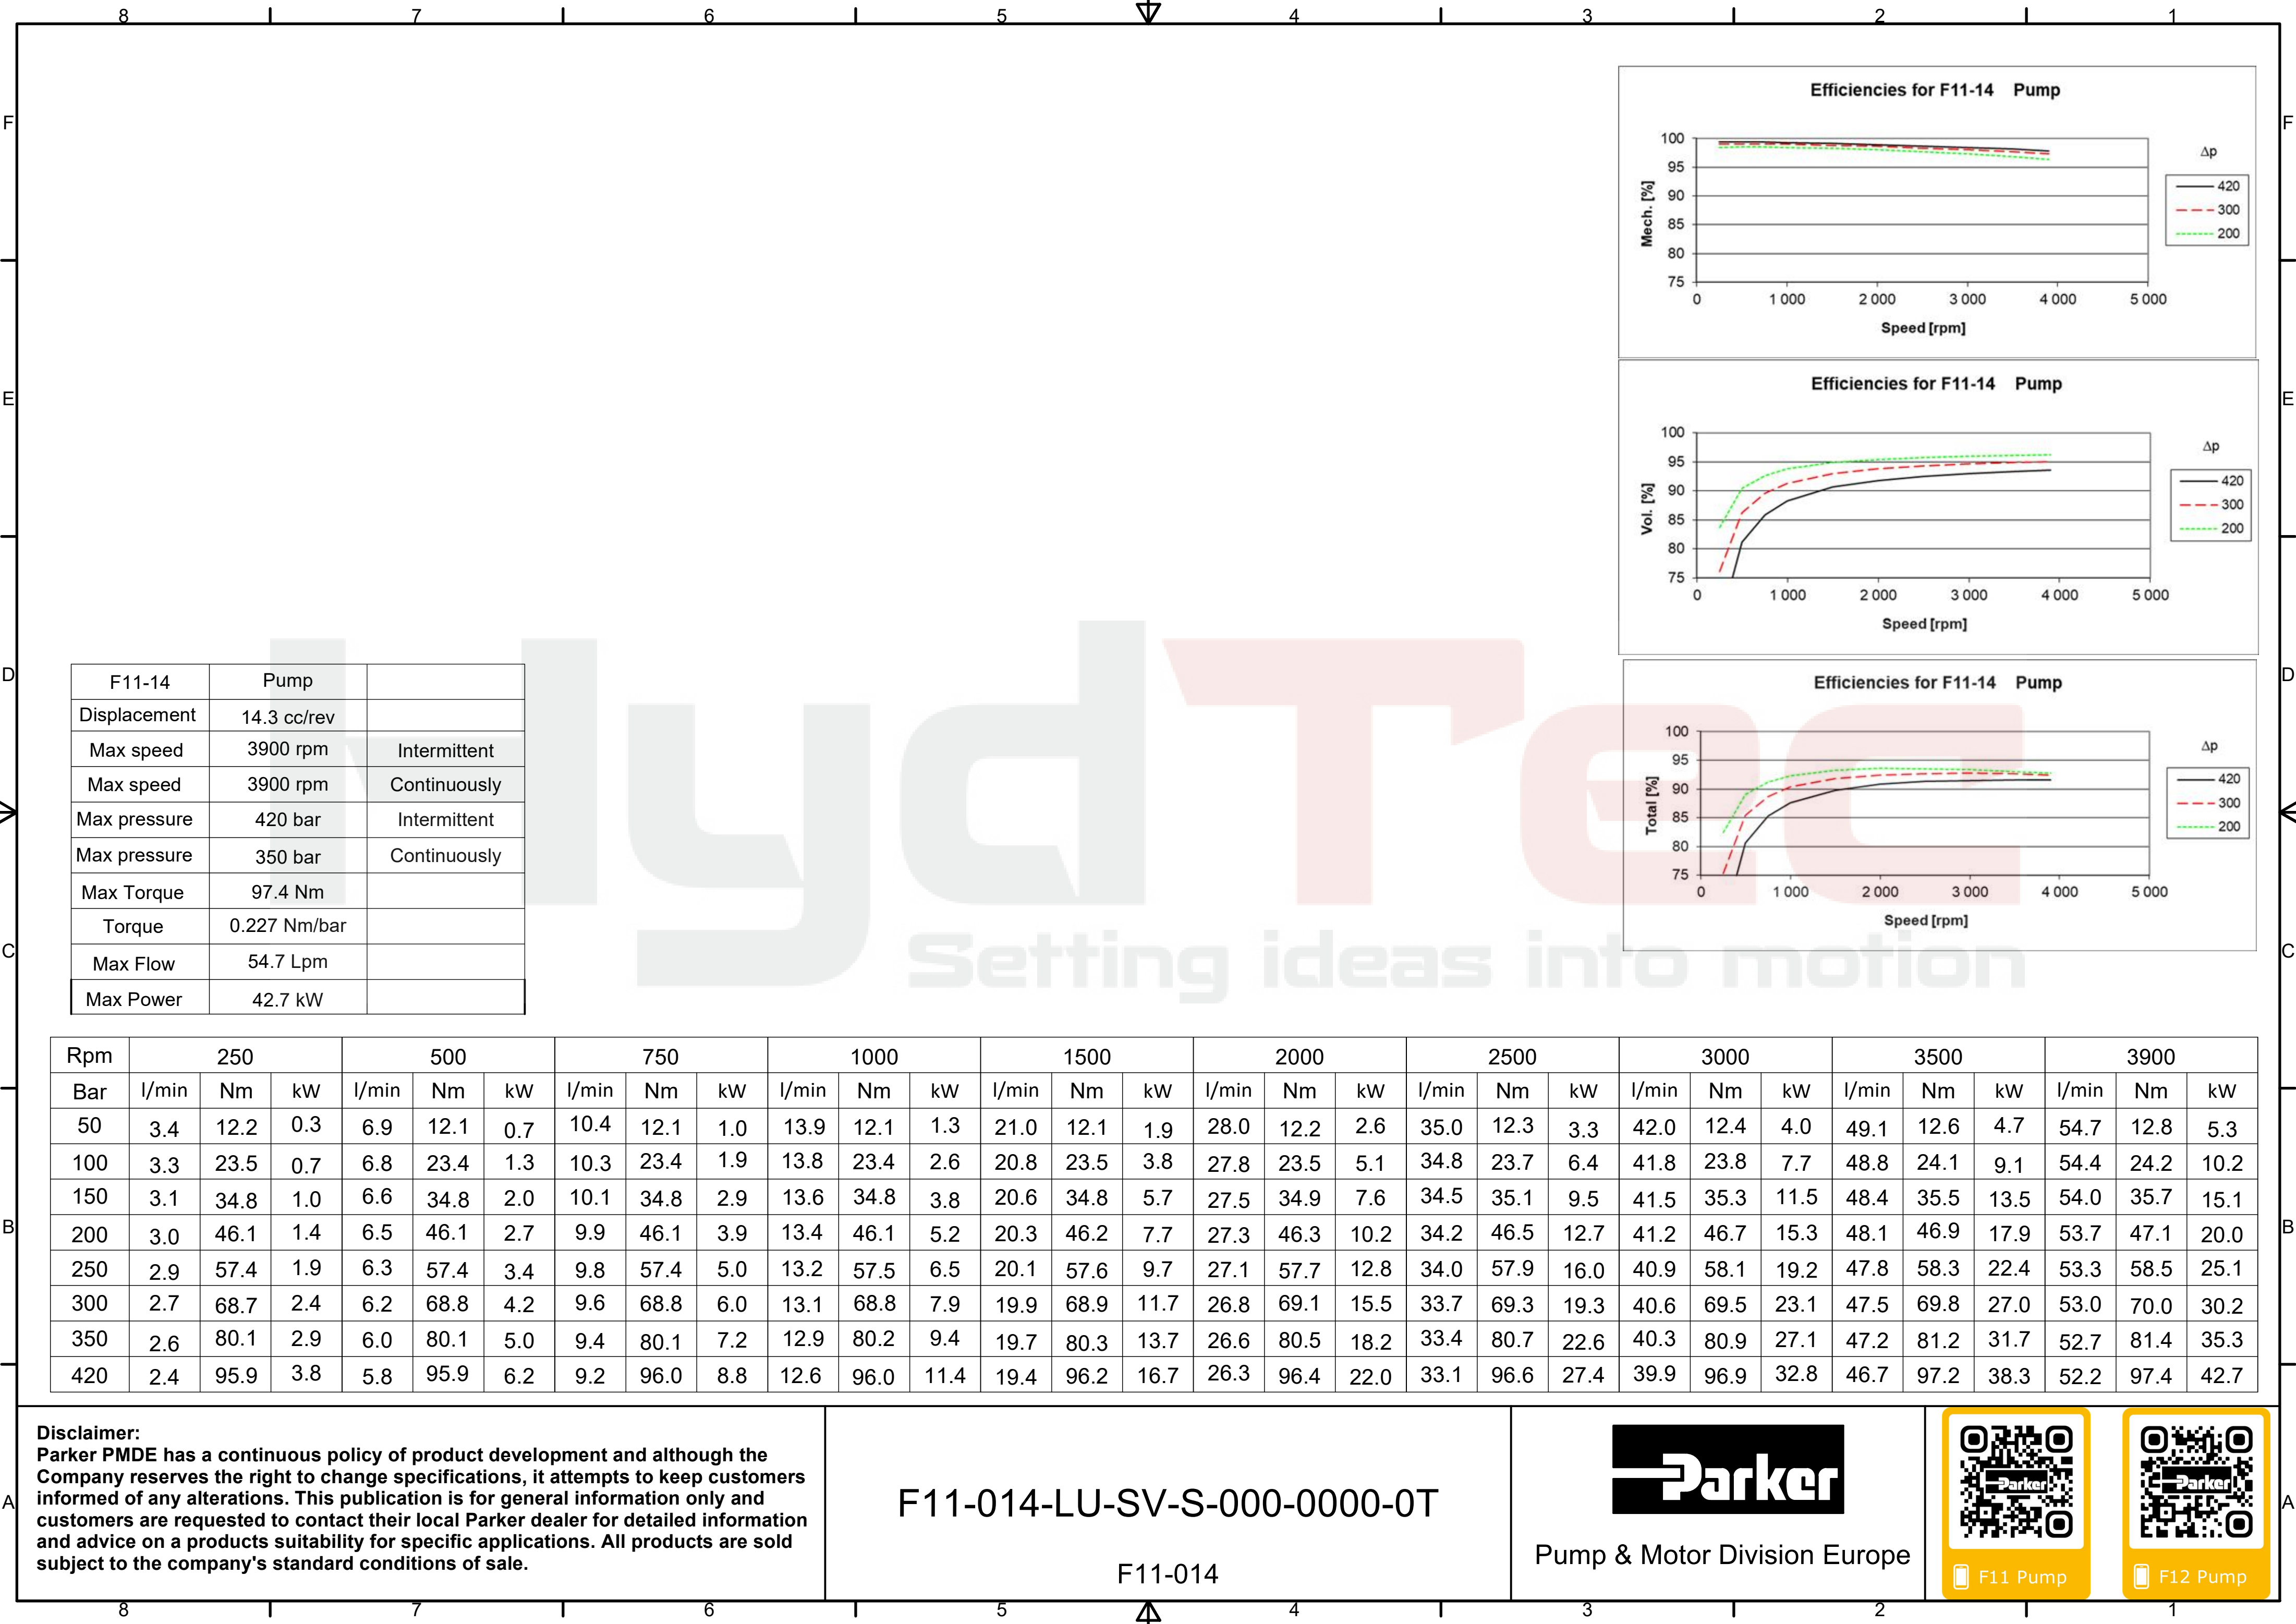 8 7 6 5 4 3 2 1
F F
E E
D D
C C
B B
A A
Efficiencies for F11-14 Pump
100
95
90
85
80
75
Mech. [%]
0 1 000 2 000 3 000 4 000 5 000
Speed [rpm]
Δp
420
300
200
Efficiencies for F11-14 Pump
100
95
90
85
80
75
Vol. [%]
0 1 000 2 000 3 000 4 000 5 000
Speed [rpm]
Δp
420
300
200
Efficiencies for F11-14 Pump
100
95
90
85
80
75
Total [%]
0 1 000 2 000 3 000 4 000 5 000
Speed [rpm]
Δp
420
300
200
HydTec
Setting ideas into motion
F11-14 Pump
Displacement 14.3 cc/rev
Max speed 3900 rpm Intermittent
Max speed 3900 rpm Continuously
Max pressure 420 bar Intermittent
Max pressure 350 bar Continuously
Max Torque 97.4 Nm
Torque 0.227 Nm/bar
Max Flow 54.7 Lpm
Max Power 42.7 kW
Rpm 250 500 750 1000 1500 2000 2500 3000 3500 3900
Bar l/min Nm kW l/min Nm kW l/min Nm kW l/min Nm kW l/min Nm kW l/min Nm kW l/min Nm kW l/min Nm kW l/min Nm kW l/min Nm kW
50 3.4 12.2 0.3 6.9 12.1 0.7 10.4 12.1 1.0 13.9 12.1 1.3 21.0 12.1 1.9 28.0 12.2 2.6 35.0 12.3 3.3 42.0 12.4 4.0 49.1 12.6 4.7 54.7 12.8 5.3
100 3.3 23.5 0.7 6.8 23.4 1.3 10.3 23.4 1.9 13.8 23.4 2.6 20.8 23.5 3.8 27.8 23.5 5.1 34.8 23.7 6.4 41.8 23.8 7.7 48.8 24.1 9.1 54.4 24.2 10.2
150 3.1 34.8 1.0 6.6 34.8 2.0 10.1 34.8 2.9 13.6 34.8 3.8 20.6 34.8 5.7 27.5 34.9 7.6 34.5 35.1 9.5 41.5 35.3 11.5 48.4 35.5 13.5 54.0 35.7 15.1
200 3.0 46.1 1.4 6.5 46.1 2.7 9.9 46.1 3.9 13.4 46.1 5.2 20.3 46.2 7.7 27.3 46.3 10.2 34.2 46.5 12.7 41.2 46.7 15.3 48.1 46.9 17.9 53.7 47.1 20.0
250 2.9 57.4 1.9 6.3 57.4 3.4 9.8 57.4 5.0 13.2 57.5 6.5 20.1 57.6 9.7 27.1 57.7 12.8 34.0 57.9 16.0 40.9 58.1 19.2 47.8 58.3 22.4 53.3 58.5 25.1
300 2.7 68.7 2.4 6.2 68.8 4.2 9.6 68.8 6.0 13.1 68.8 7.9 19.9 68.9 11.7 26.8 69.1 15.5 33.7 69.3 19.3 40.6 69.5 23.1 47.5 69.8 27.0 53.0 70.0 30.2
350 2.6 80.1 2.9 6.0 80.1 5.0 9.4 80.1 7.2 12.9 80.2 9.4 19.7 80.3 13.7 26.6 80.5 18.2 33.4 80.7 22.6 40.3 80.9 27.1 47.2 81.2 31.7 52.7 81.4 35.3
420 2.4 95.9 3.8 5.8 95.9 6.2 9.2 96.0 8.8 12.6 96.0 11.4 19.4 96.2 16.7 26.3 96.4 22.0 33.1 96.6 27.4 39.9 96.9 32.8 46.7 97.2 38.3 52.2 97.4 42.7
Disclaimer:
Parker PMDE has a continuous policy of product development and although the
Company reserves the right to change specifications, it attempts to keep customers
informed of any alterations. This publication is for general information only and
customers are requested to contact their local Parker dealer for detailed information
and advice on a products suitability for specific applications. All products are sold
subject to the company's standard conditions of sale.
F11-014-LU-SV-S-000-0000-0T
F11-014
Parker
Pump & Motor Division Europe
Parker
F11 Pump
Parker
F12 Pump
8 7 6 5 4 3 2 1